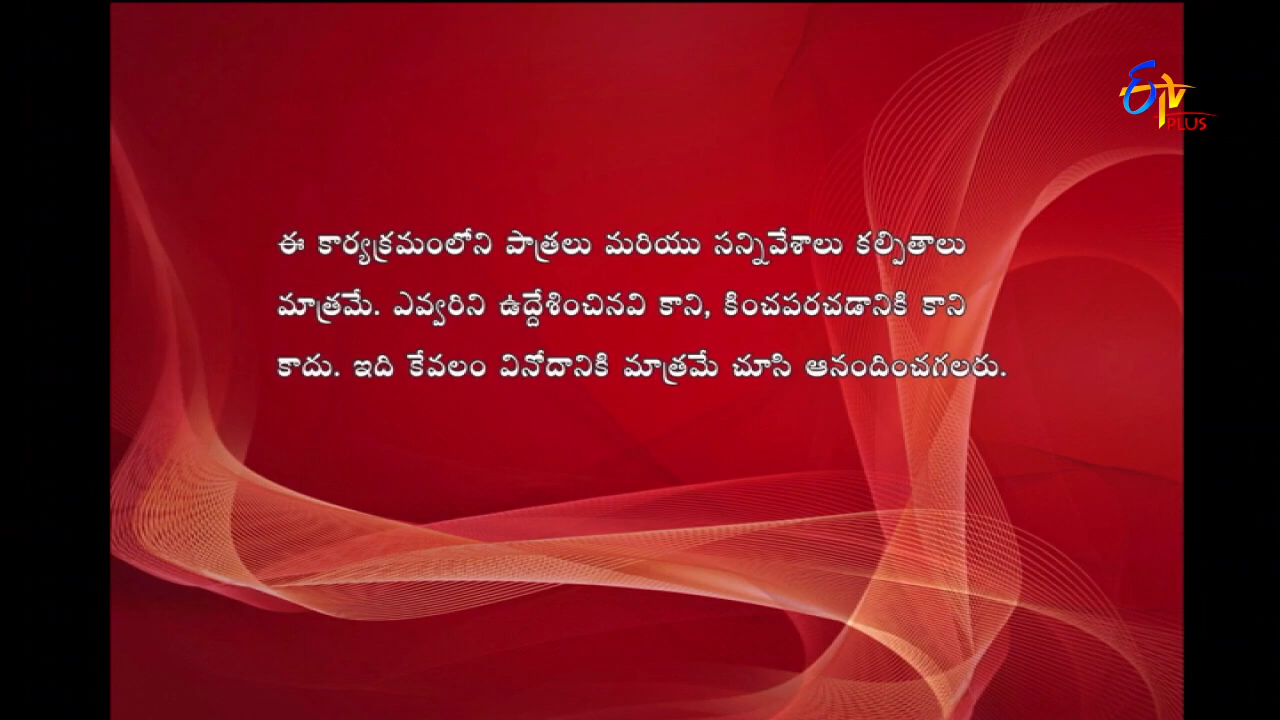 ETV
PLUS
ఈ కార్యక్రమంలోని పాత్రలు మరియు సన్నివేశాలు కల్పితాలు
మాత్రమే. ఎవ్వరిని ఉద్దేశించినవి కాని, కించపరచడానికి కాని
కాదు. ఇది కేవలం వినోదానికి మాత్రమే చూసి ఆనందించగలరు.